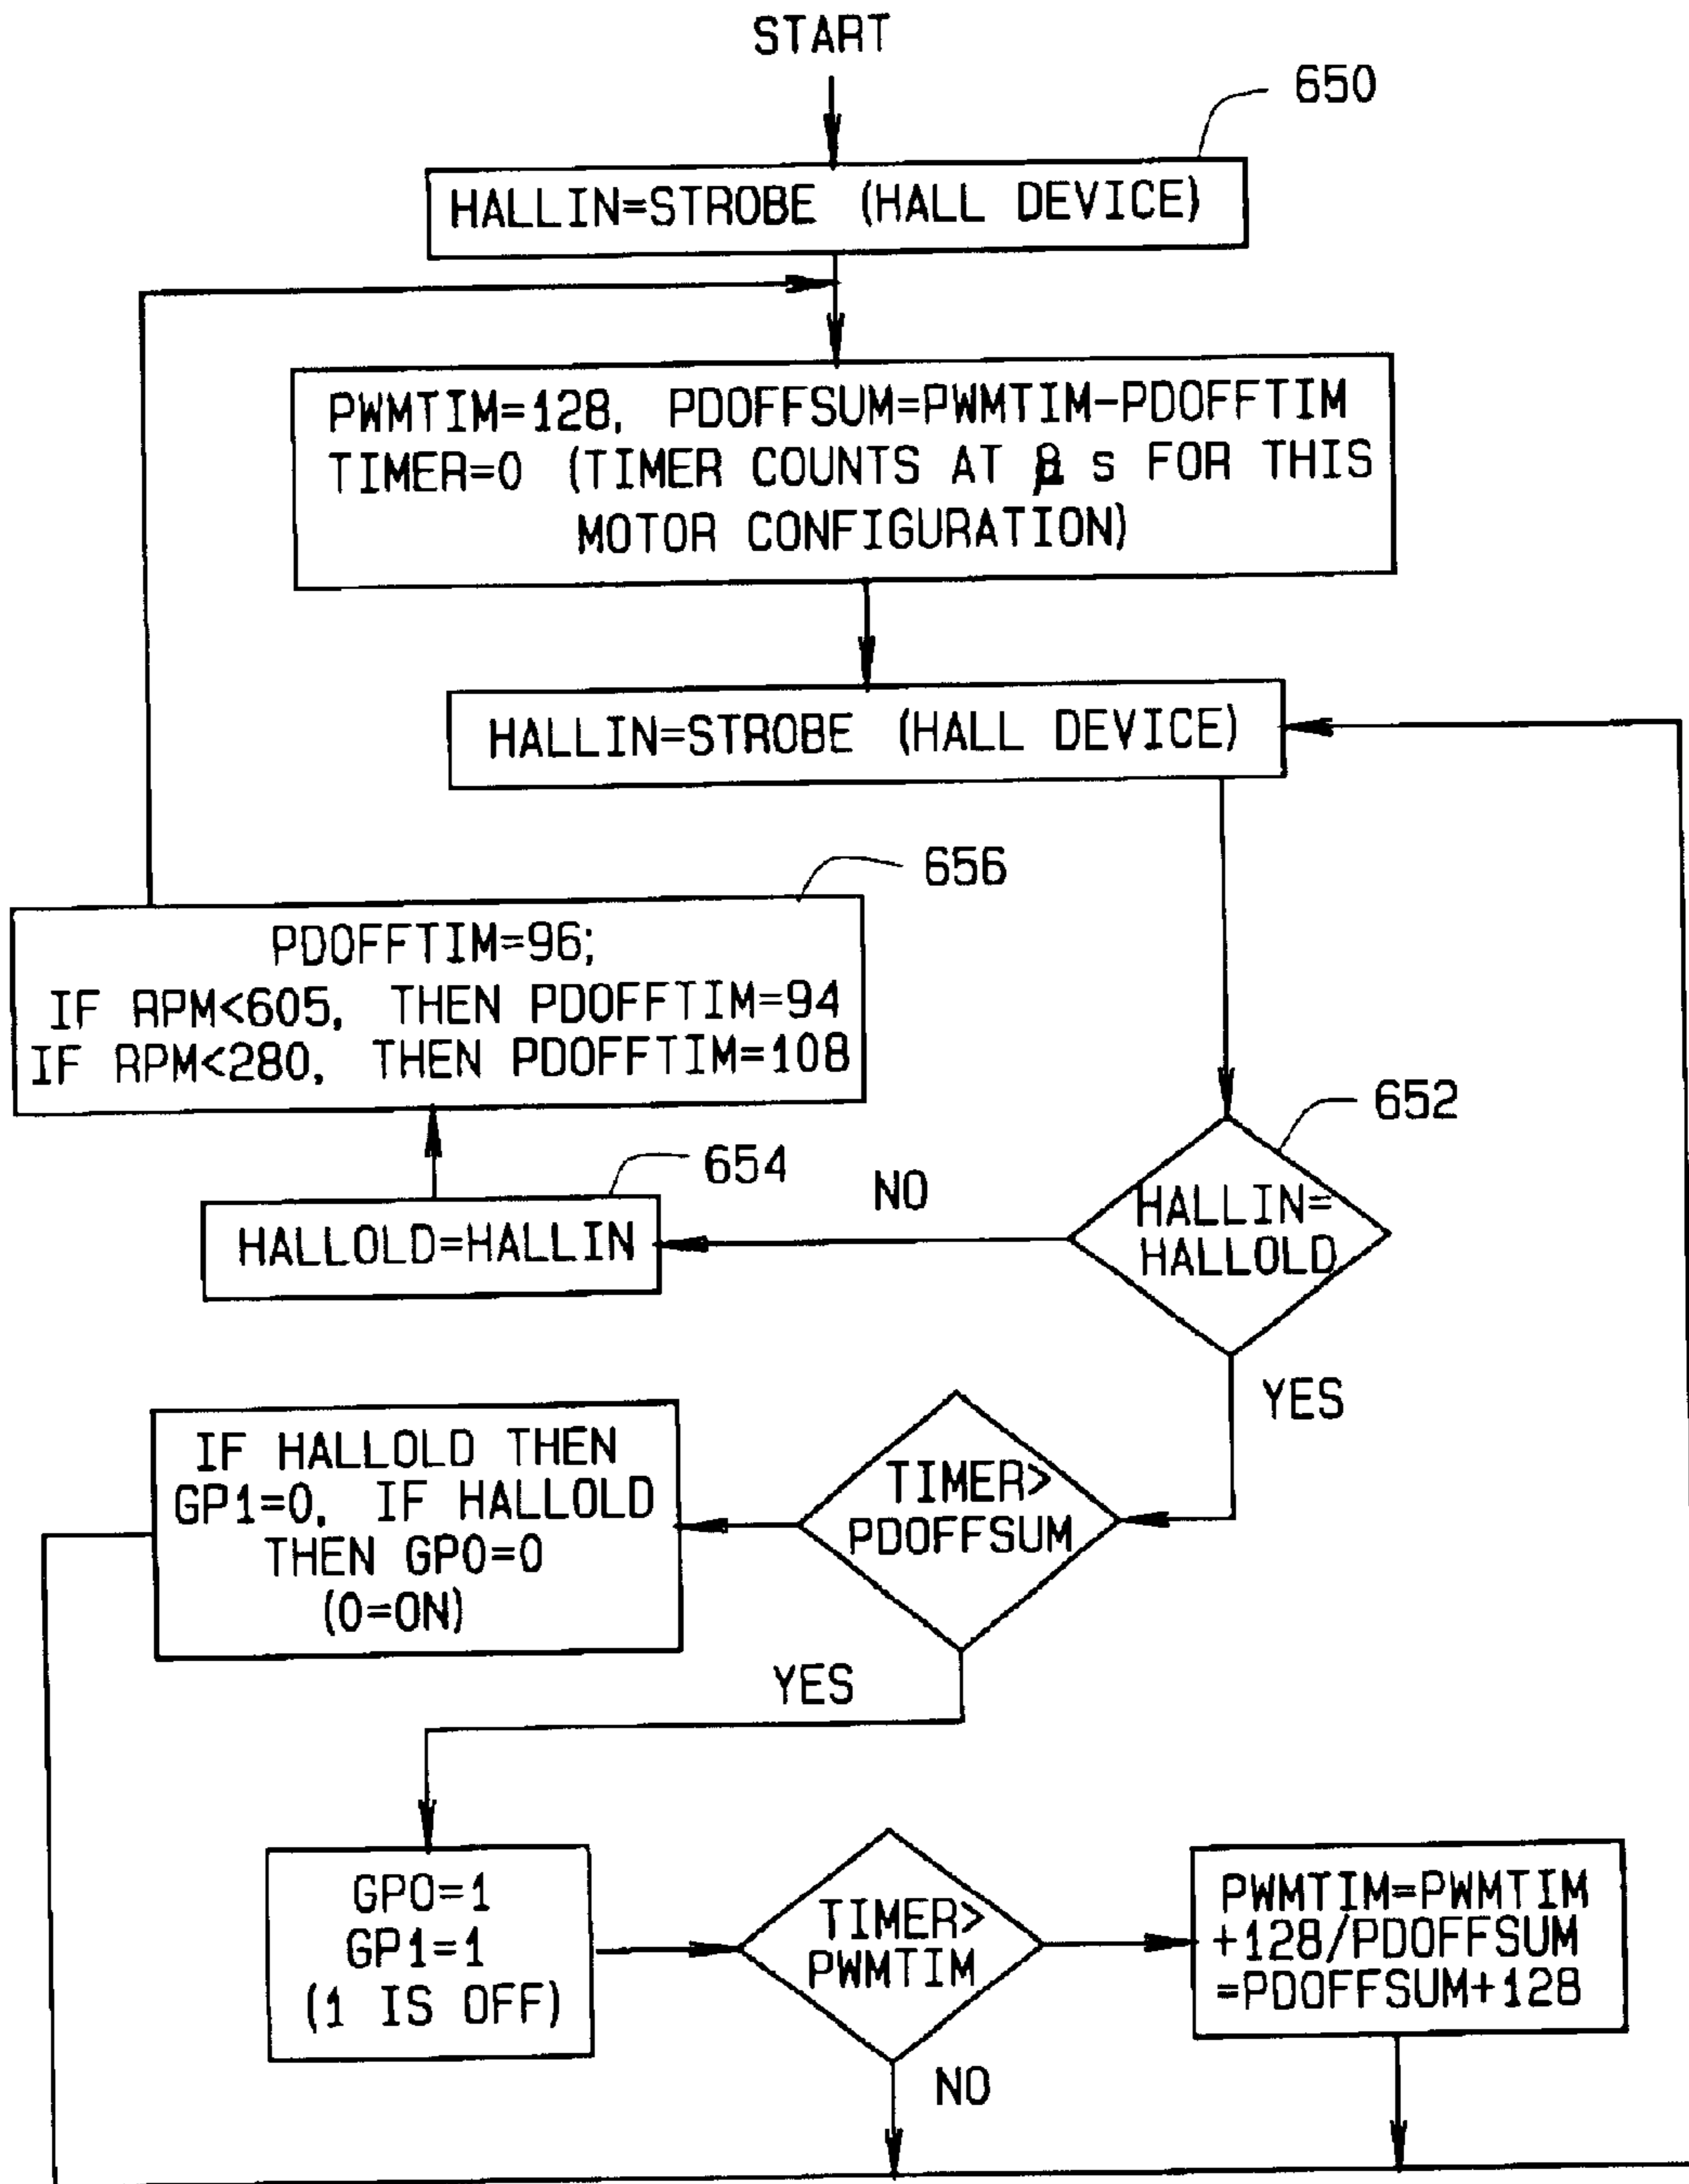 START
650
HALLIN=STROBE (HALL DEVICE)
PWMTIM=128, PDOFFSUM=PWMTIM-PDOFFTIM
TIMER=0 (TIMER COUNTS AT s FOR THIS
MOTOR CONFIGURATION)
HALLIN=STROBE (HALL DEVICE)
656
PDOFFTIM=96;
IF RPM<605, THEN PDOFFTIM=94
IF RPM<280, THEN PDOFFTIM=108
652
654
NO
HALLIN=
HALLOLD
HALLOLD=HALLIN
YES
IF HALLOLD THEN
GP1=0, IF HALLOLD
THEN GP0=0
(0=ON)
TIMER>
PDOFFSUM
YES
GP0=1
GP1=1
(1 IS OFF)
TIMER>
PWMTIM
PWMTIM=PWMTIM
+128/PDOFFSUM
=PDOFFSUM+128
NO